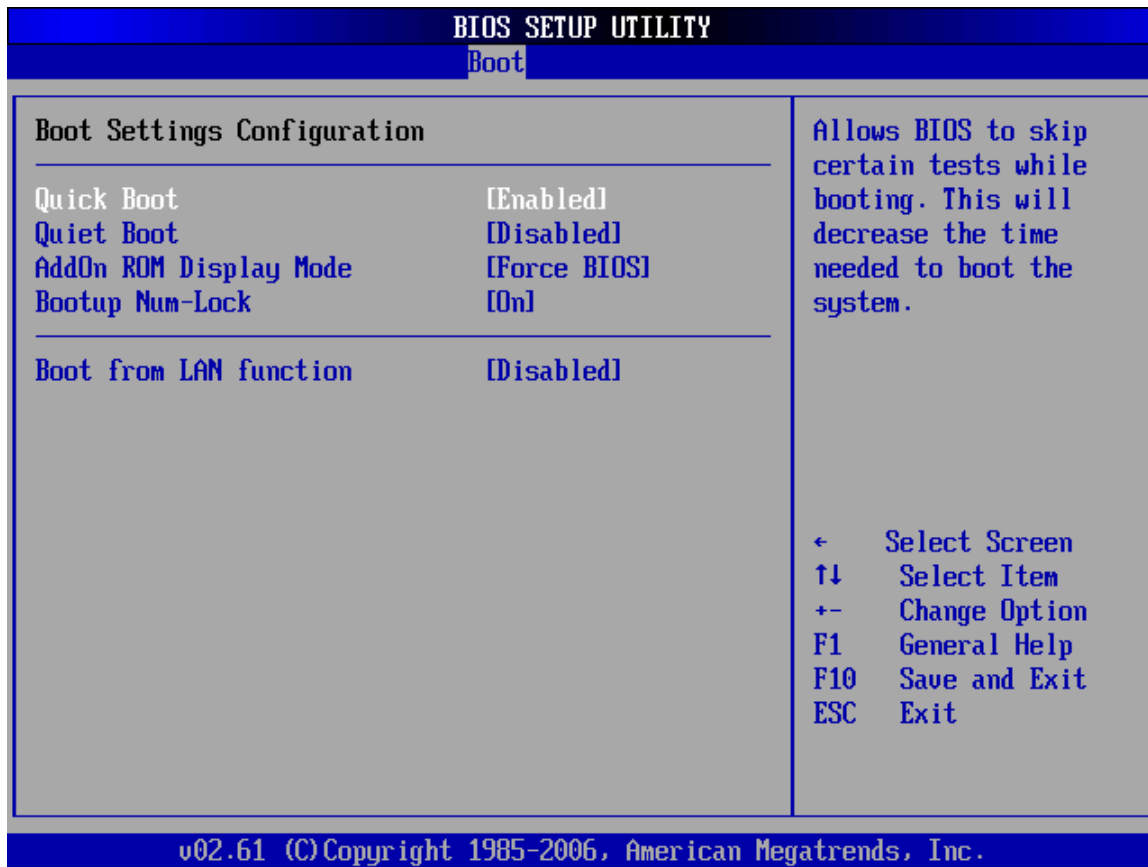 BIOS SETUP UTILITY
Boot
Boot Settings Configuration
Quick Boot [Enabled]
Quiet Boot [Disabled]
AddOn ROM Display Mode [Force BIOS]
Bootup Num-Lock [On]
Boot from LAN function [Disabled]
Allows BIOS to skip
certain tests while
booting. This will
decrease the time
needed to boot the
system.
← Select Screen
↑↓ Select Item
+- Change Option
F1 General Help
F10 Save and Exit
ESC Exit
v02.61 (C)Copyright 1985-2006, American Megatrends, Inc.